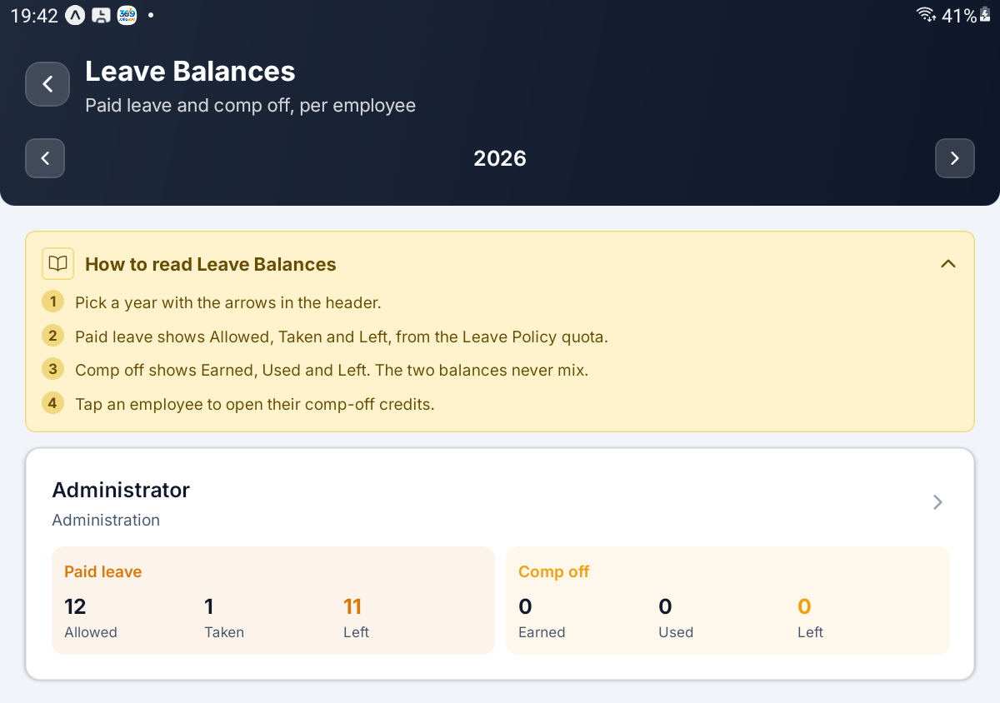 19:42
369
41%
Leave Balances
Paid leave and comp off, per employee
2026
How to read Leave Balances
1 Pick a year with the arrows in the header.
2 Paid leave shows Allowed, Taken and Left, from the Leave Policy quota.
3 Comp off shows Earned, Used and Left. The two balances never mix.
4 Tap an employee to open their comp-off credits.
Administrator
Administration
Paid leave
12 1 11
Allowed Taken Left
Comp off
0 0 0
Earned Used Left